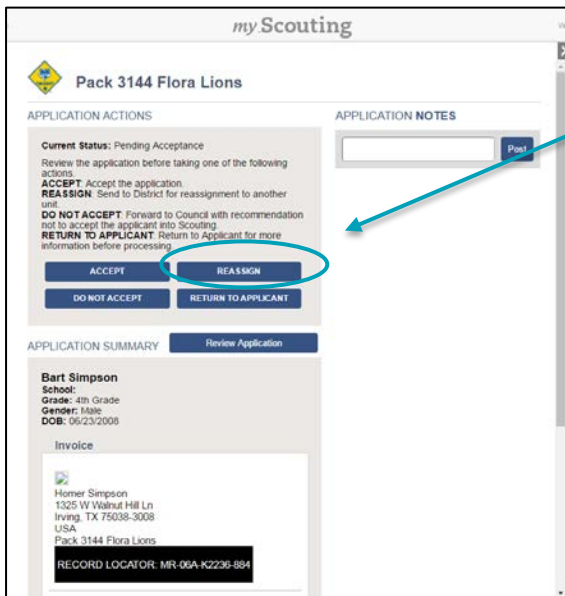 my.Scouting
Pack 3144 Flora Lions
APPLICATION ACTIONS
Current Status: Pending Acceptance
Review the application before taking one of the following
actions.
ACCEPT: Accept the application.
REASSIGN: Send to District for reassignment to another
unit.
DO NOT ACCEPT: Forward to Council with recommendation
not to accept the applicant into Scouting.
RETURN TO APPLICANT: Return to Applicant for more
information before processing.
ACCEPT
REASSIGN
DO NOT ACCEPT
RETURN TO APPLICANT
APPLICATION NOTES
Post
APPLICATION SUMMARY
Review Application
Bart Simpson
School:
Grade: 4th Grade
Gender: Male
DOB: 06/23/2008
Invoice
Homer Simpson
1325 W Walnut Hill Ln
Irving, TX 75038-3008
USA
Pack 3144 Flora Lions
RECORD LOCATOR: MR-06A-K2236-884